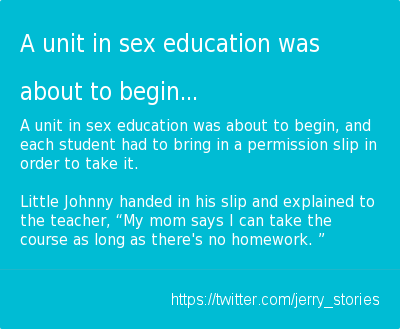 A unit in sex education was
about to begin...
A unit in sex education was about to begin, and
each student had to bring in a permission slip in
order to take it.
Little Johnny handed in his slip and explained to
the teacher, “My mom says I can take the
course as long as there's no homework. ”
https://twitter.com/jerry_stories